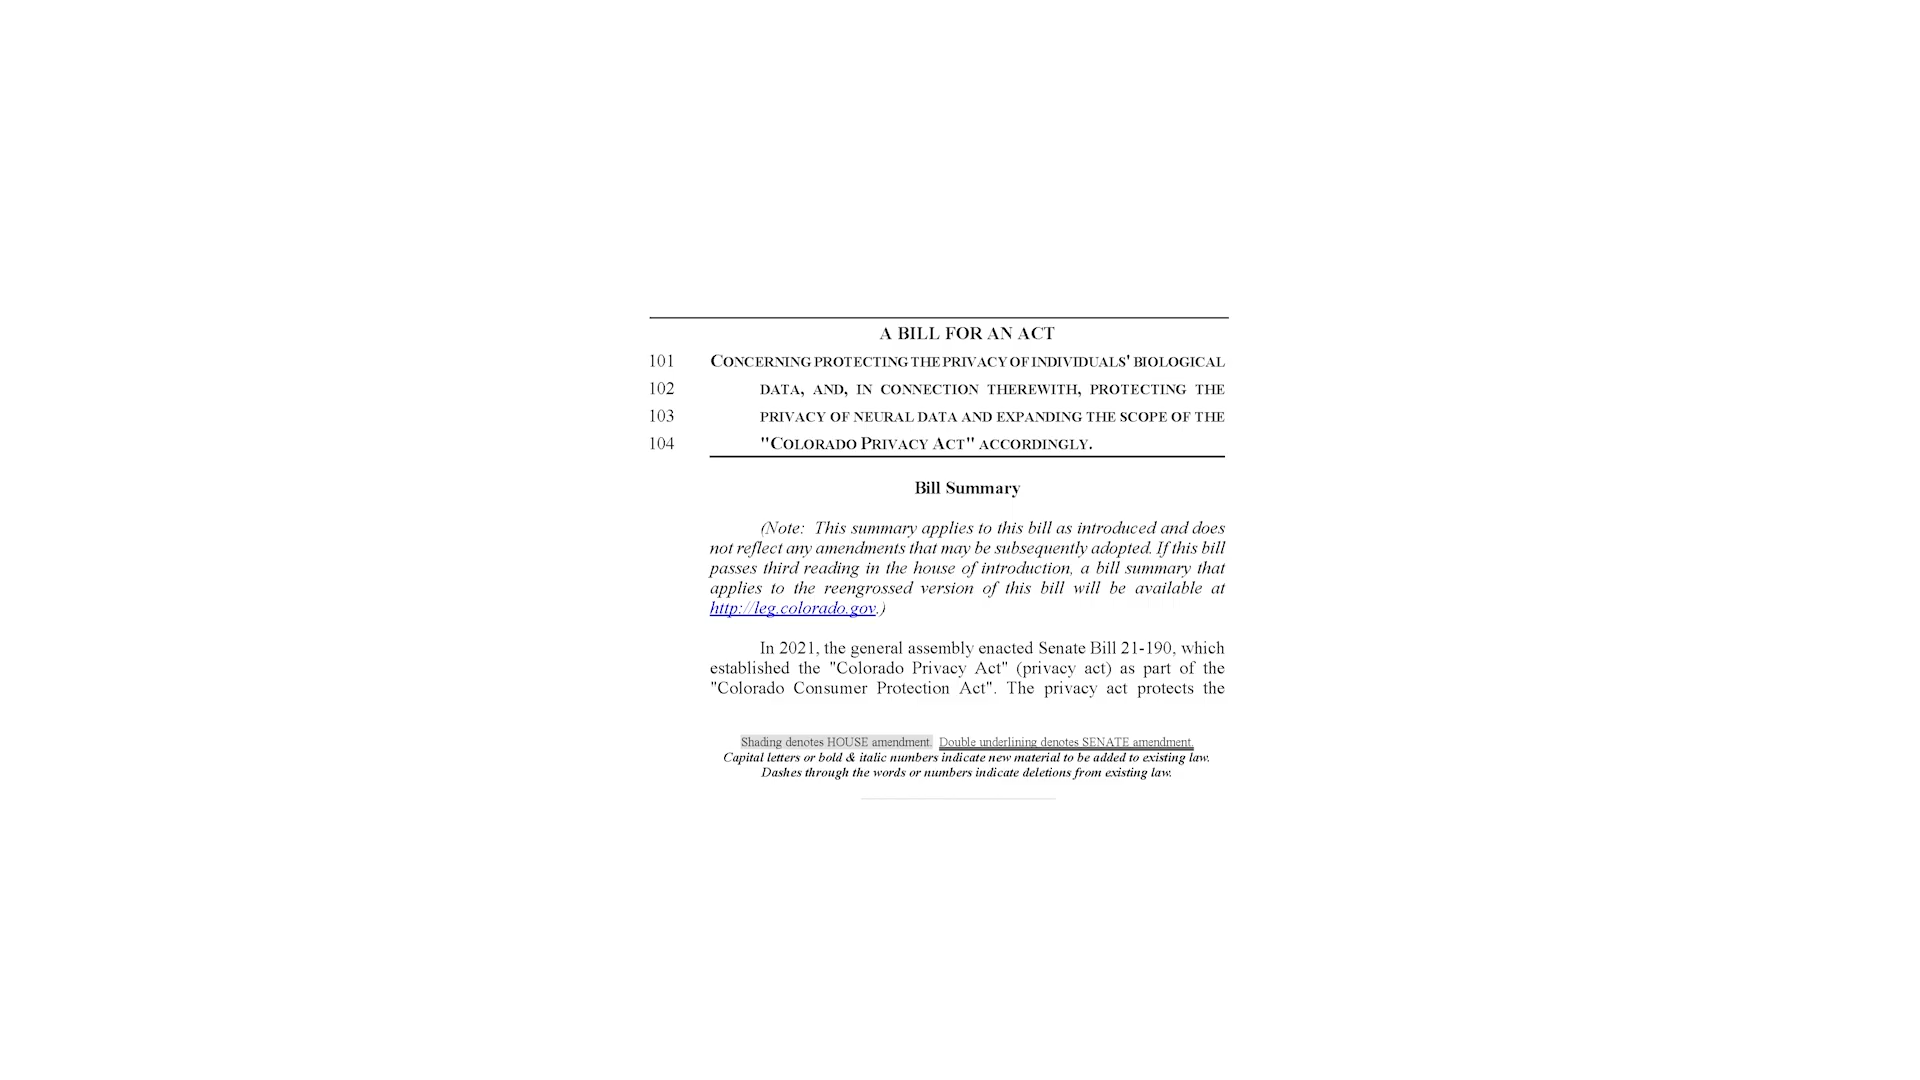 A BILL FOR AN ACT
101 CONCERNING PROTECTING THE PRIVACY OF INDIVIDUALS' BIOLOGICAL
102 DATA, AND, IN CONNECTION THEREWITH, PROTECTING THE
103 PRIVACY OF NEURAL DATA AND EXPANDING THE SCOPE OF THE
104 "COLORADO PRIVACY ACT" ACCORDINGLY.
Bill Summary
(Note: This summary applies to this bill as introduced and does
not reflect any amendments that may be subsequently adopted. If this bill
passes third reading in the house of introduction, a bill summary that
applies to the reengrossed version of this bill will be available at
http://leg.colorado.gov.)
In 2021, the general assembly enacted Senate Bill 21-190, which
established the "Colorado Privacy Act" (privacy act) as part of the
"Colorado Consumer Protection Act". The privacy act protects the
Shading denotes HOUSE amendment. Double underlining denotes SENATE amendment.
Capital letters or bold & italic numbers indicate new material to be added to existing law.
Dashes through the words or numbers indicate deletions from existing law.